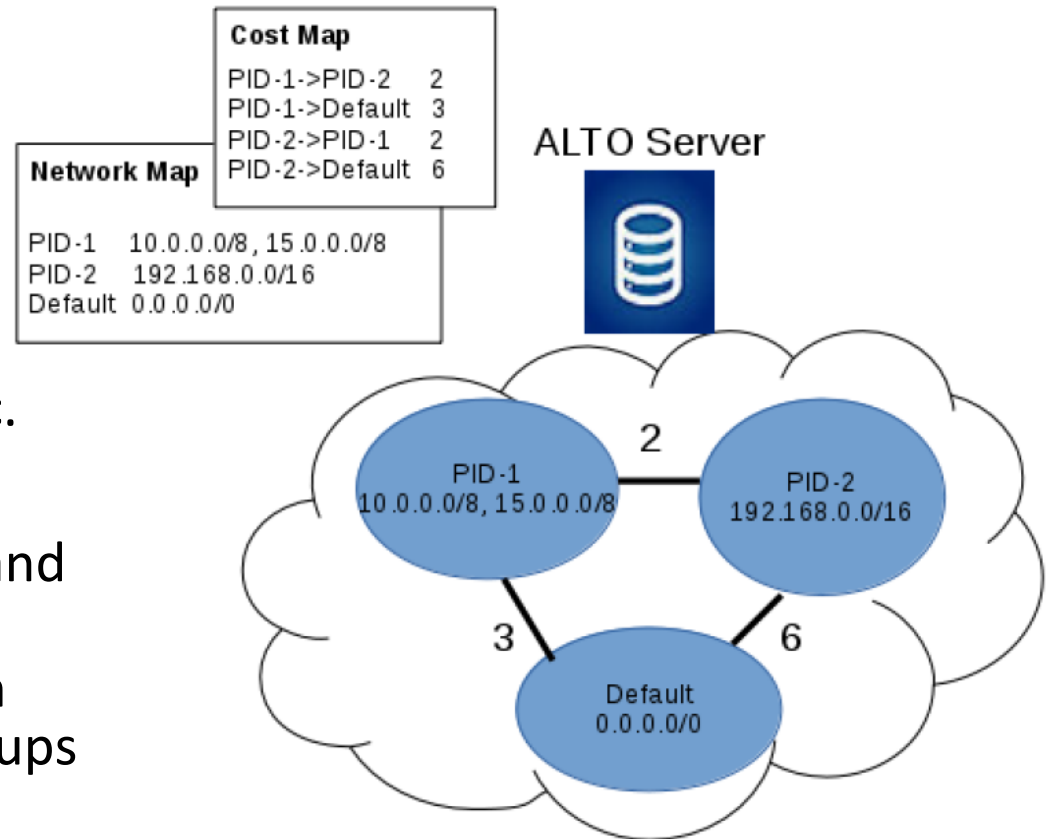 Cost Map
PID-1->PID-2 2
PID-1->Default 3
PID-2->PID-1 2
PID-2->Default 6
Network Map
PID-1 10.0.0.0/8, 15.0.0.0/8
PID-2 192.168.0.0/16
Default 0.0.0.0/0
ALTO Server
2
PID-1
10.0.0.0/8, 15.0.0.0/8
PID-2
192.168.0.0/16
3
6
Default
0.0.0.0/0
ups